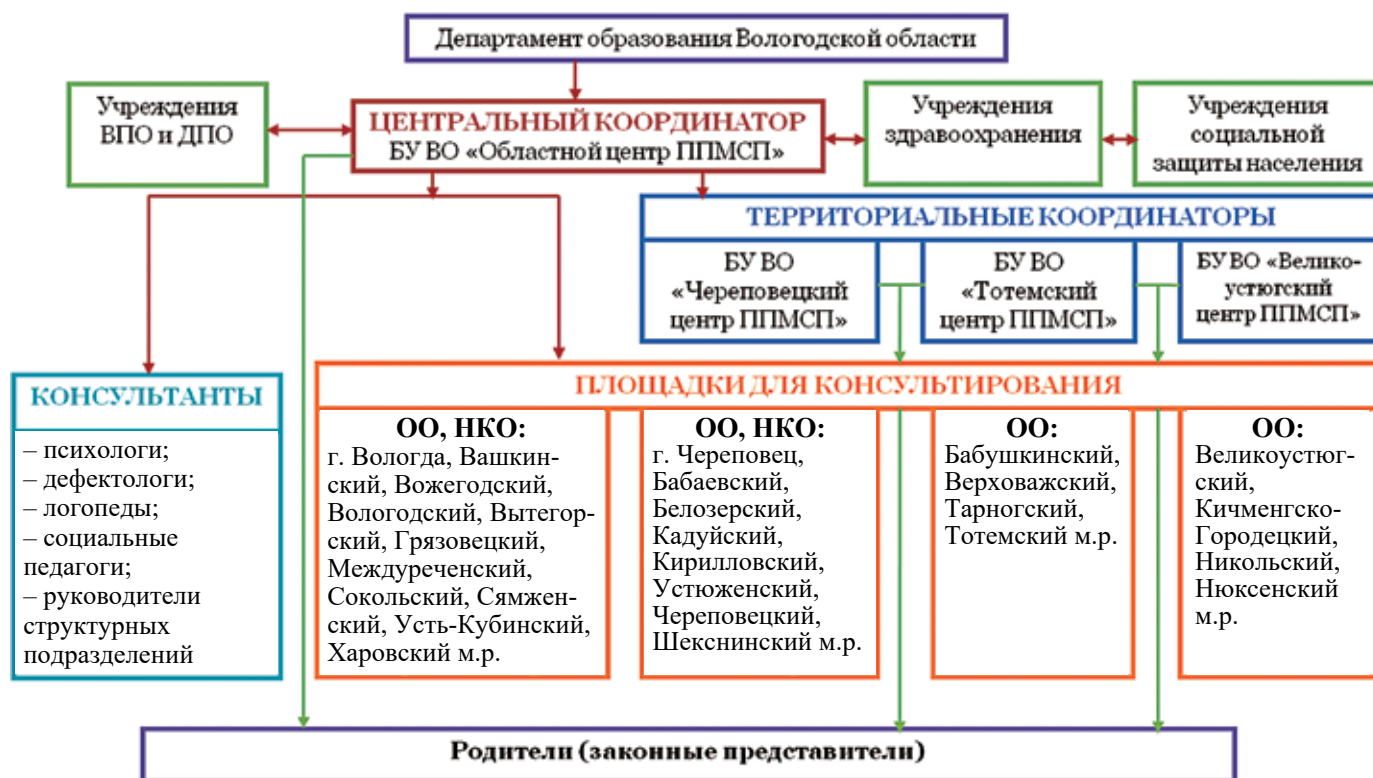 Департамент образования Вологодской области
Учреждения
ВПО и ДПО
ЦЕНТРАЛЬНЫЙ КООРДИНАТОР
БУ ВО «Областной центр ППМСП»
Учреждения
здравоохранения
Учреждения
социальной
защиты населения
ТЕРРИТОРИАЛЬНЫЕ КООРДИНАТОРЫ
БУ ВО
«Череповецкий
центр ППМСП»
БУ ВО
«Тотемский
центр ППМСП»
БУ ВО «Велико-
устюгский
центр ППМСП»
КОНСУЛЬТАНТЫ
– психологи;
– дефектологи;
– логопеды;
– социальные
педагоги;
– руководители
структурных
подразделений
ПЛОЩАДКИ ДЛЯ КОНСУЛЬТИРОВАНИЯ
ОО, НКО:
г. Вологда, Вашкин-
ский, Вожегодский,
Вологодский, Вытегор-
ский, Грязовецкий,
Междуреченский,
Сокольский, Сямжен-
ский, Усть-Кубинский,
Харовский м.р.
ОО, НКО:
г. Череповец,
Бабаевский,
Белозерский,
Кадуйский,
Кирилловский,
Устюженский,
Череповецкий,
Шекснинский м.р.
ОО:
Бабушкинский,
Верховажский,
Тарногский,
Тотемский м.р.
ОО:
Великоустюг-
ский,
Кичменгско-
Городецкий,
Никольский,
Нюксенский
м.р.
Родители (законные представители)